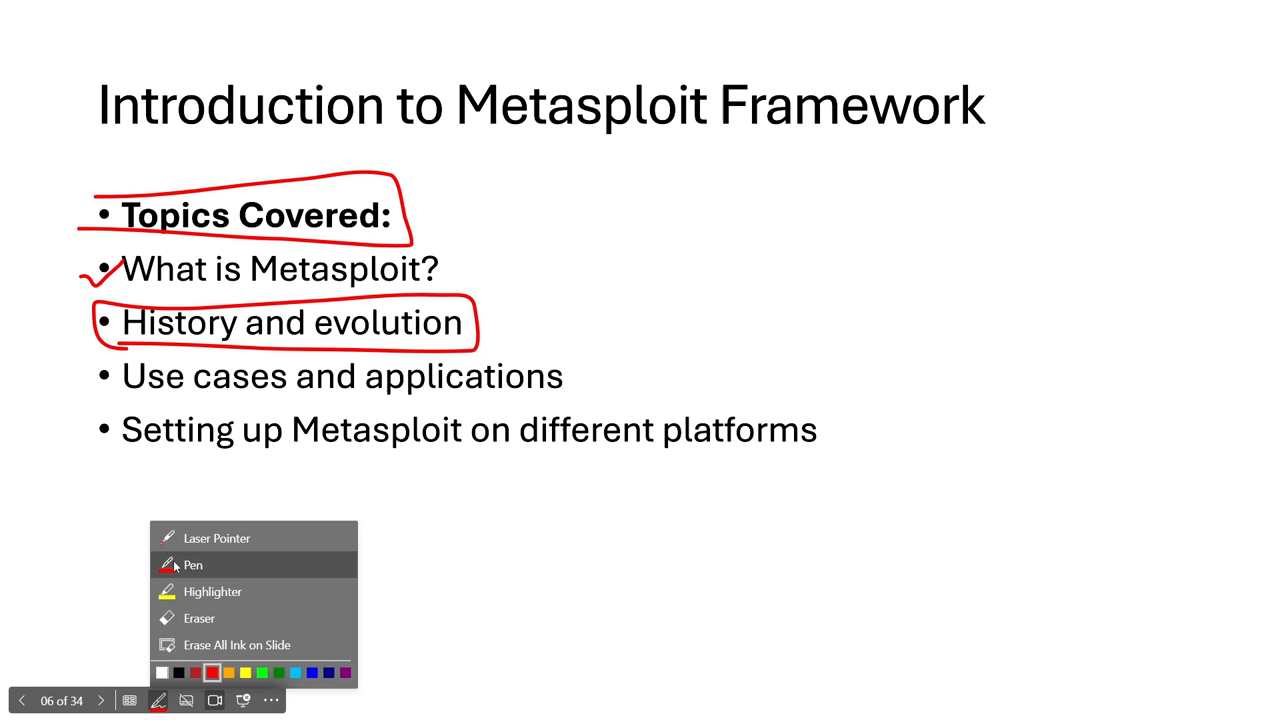 Introduction to Metasploit Framework
• Topics Covered:
• What is Metasploit?
• History and evolution
• Use cases and applications
• Setting up Metasploit on different platforms
Laser Pointer
Pen
Highlighter
Eraser
Erase All Ink on Slide
06 of 34